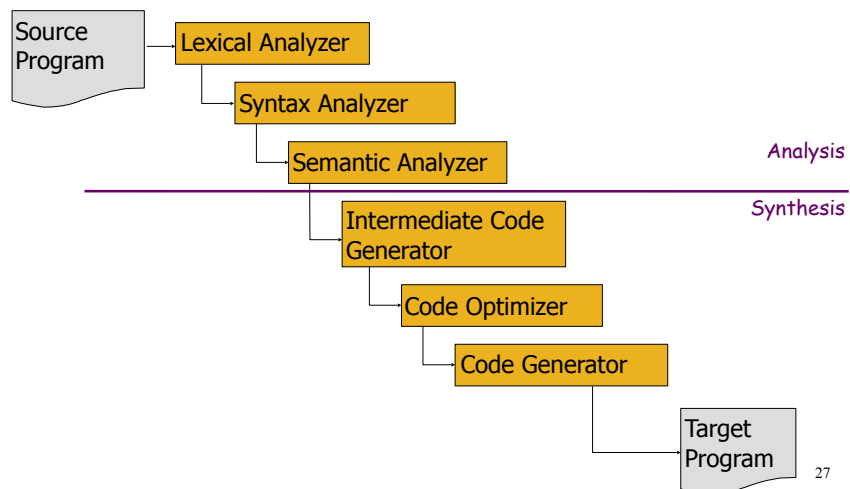 Source
Program
Lexical Analyzer
Syntax Analyzer
Semantic Analyzer
Analysis
Synthesis
Intermediate Code
Generator
Code Optimizer
Code Generator
Target
Program
27